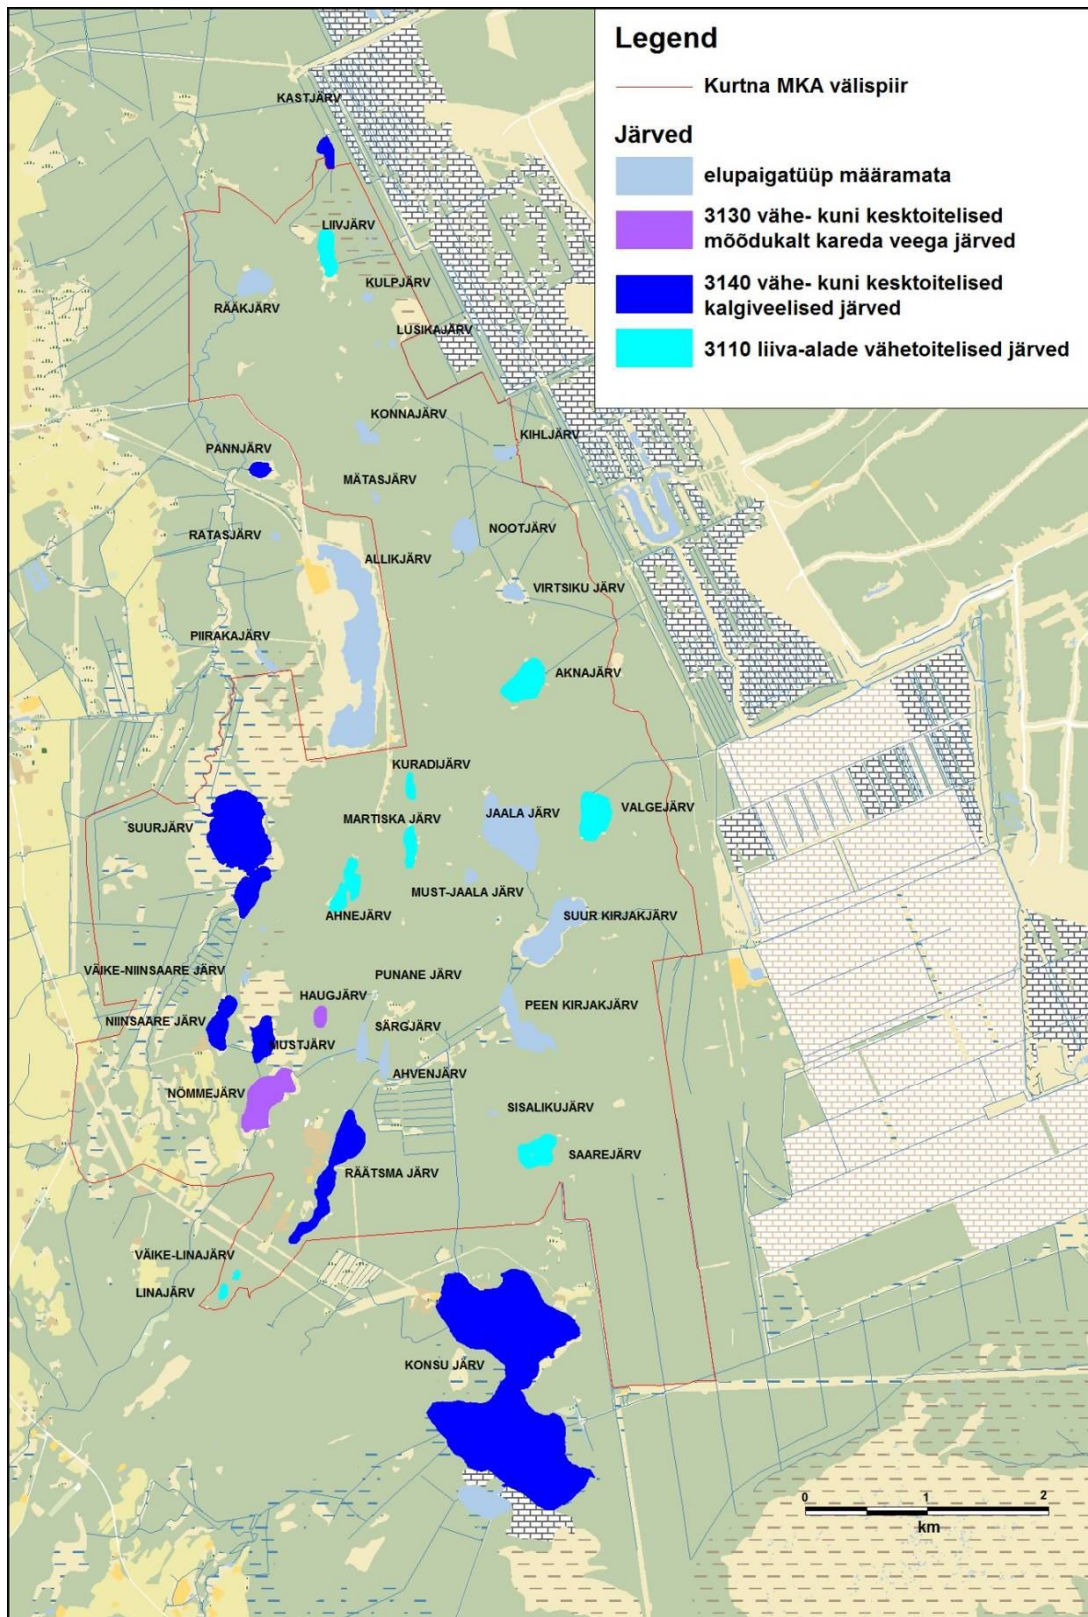 Legend
Kurtna MKA välispiir
Järved
elupaigatüüp määramata
3130 vähe- kuni kesktoitelised
mõõdukalt kareda veega järved
3140 vähe- kuni kesktoitelised
kalgiveelised järved
3110 liiva-alade vähetoitelised järved
KASTJÄRV
LIIVJÄRV
KULPJÄRV
RÄÄKJÄRV
LUSIKAJÄRV
KONNAJÄRV
KIHLJÄRV
PANNJÄRV
MÄTASJÄRV
NOOTJÄRV
RATASJÄRV
ALLIKJÄRV
VIRTSIKU JÄRV
PIIRAKAJÄRV
AKNAJÄRV
KURADIJÄRV
VALGEJÄRV
JAALA JÄRV
MARTISKA JÄRV
SUURJÄRV
MUST-JAALA JÄRV
AHNEJÄRV
SUUR KIRJAKJÄRV
VÄIKE-NIINSAARE JÄRV
PUNANE JÄRV
HAUGJÄRV
PEEN KIRJAKJÄRV
NIINSAARE JÄRV
SÄRGJÄRV
MUSTJÄRV
AHVENJÄRV
NÕMMEJÄRV
SISALIKUJÄRV
SAAREJÄRV
RÄÄTSMA JÄRV
VÄIKE-LINAJÄRV
LINAJÄRV
KONSU JÄRV
0 1 2
km